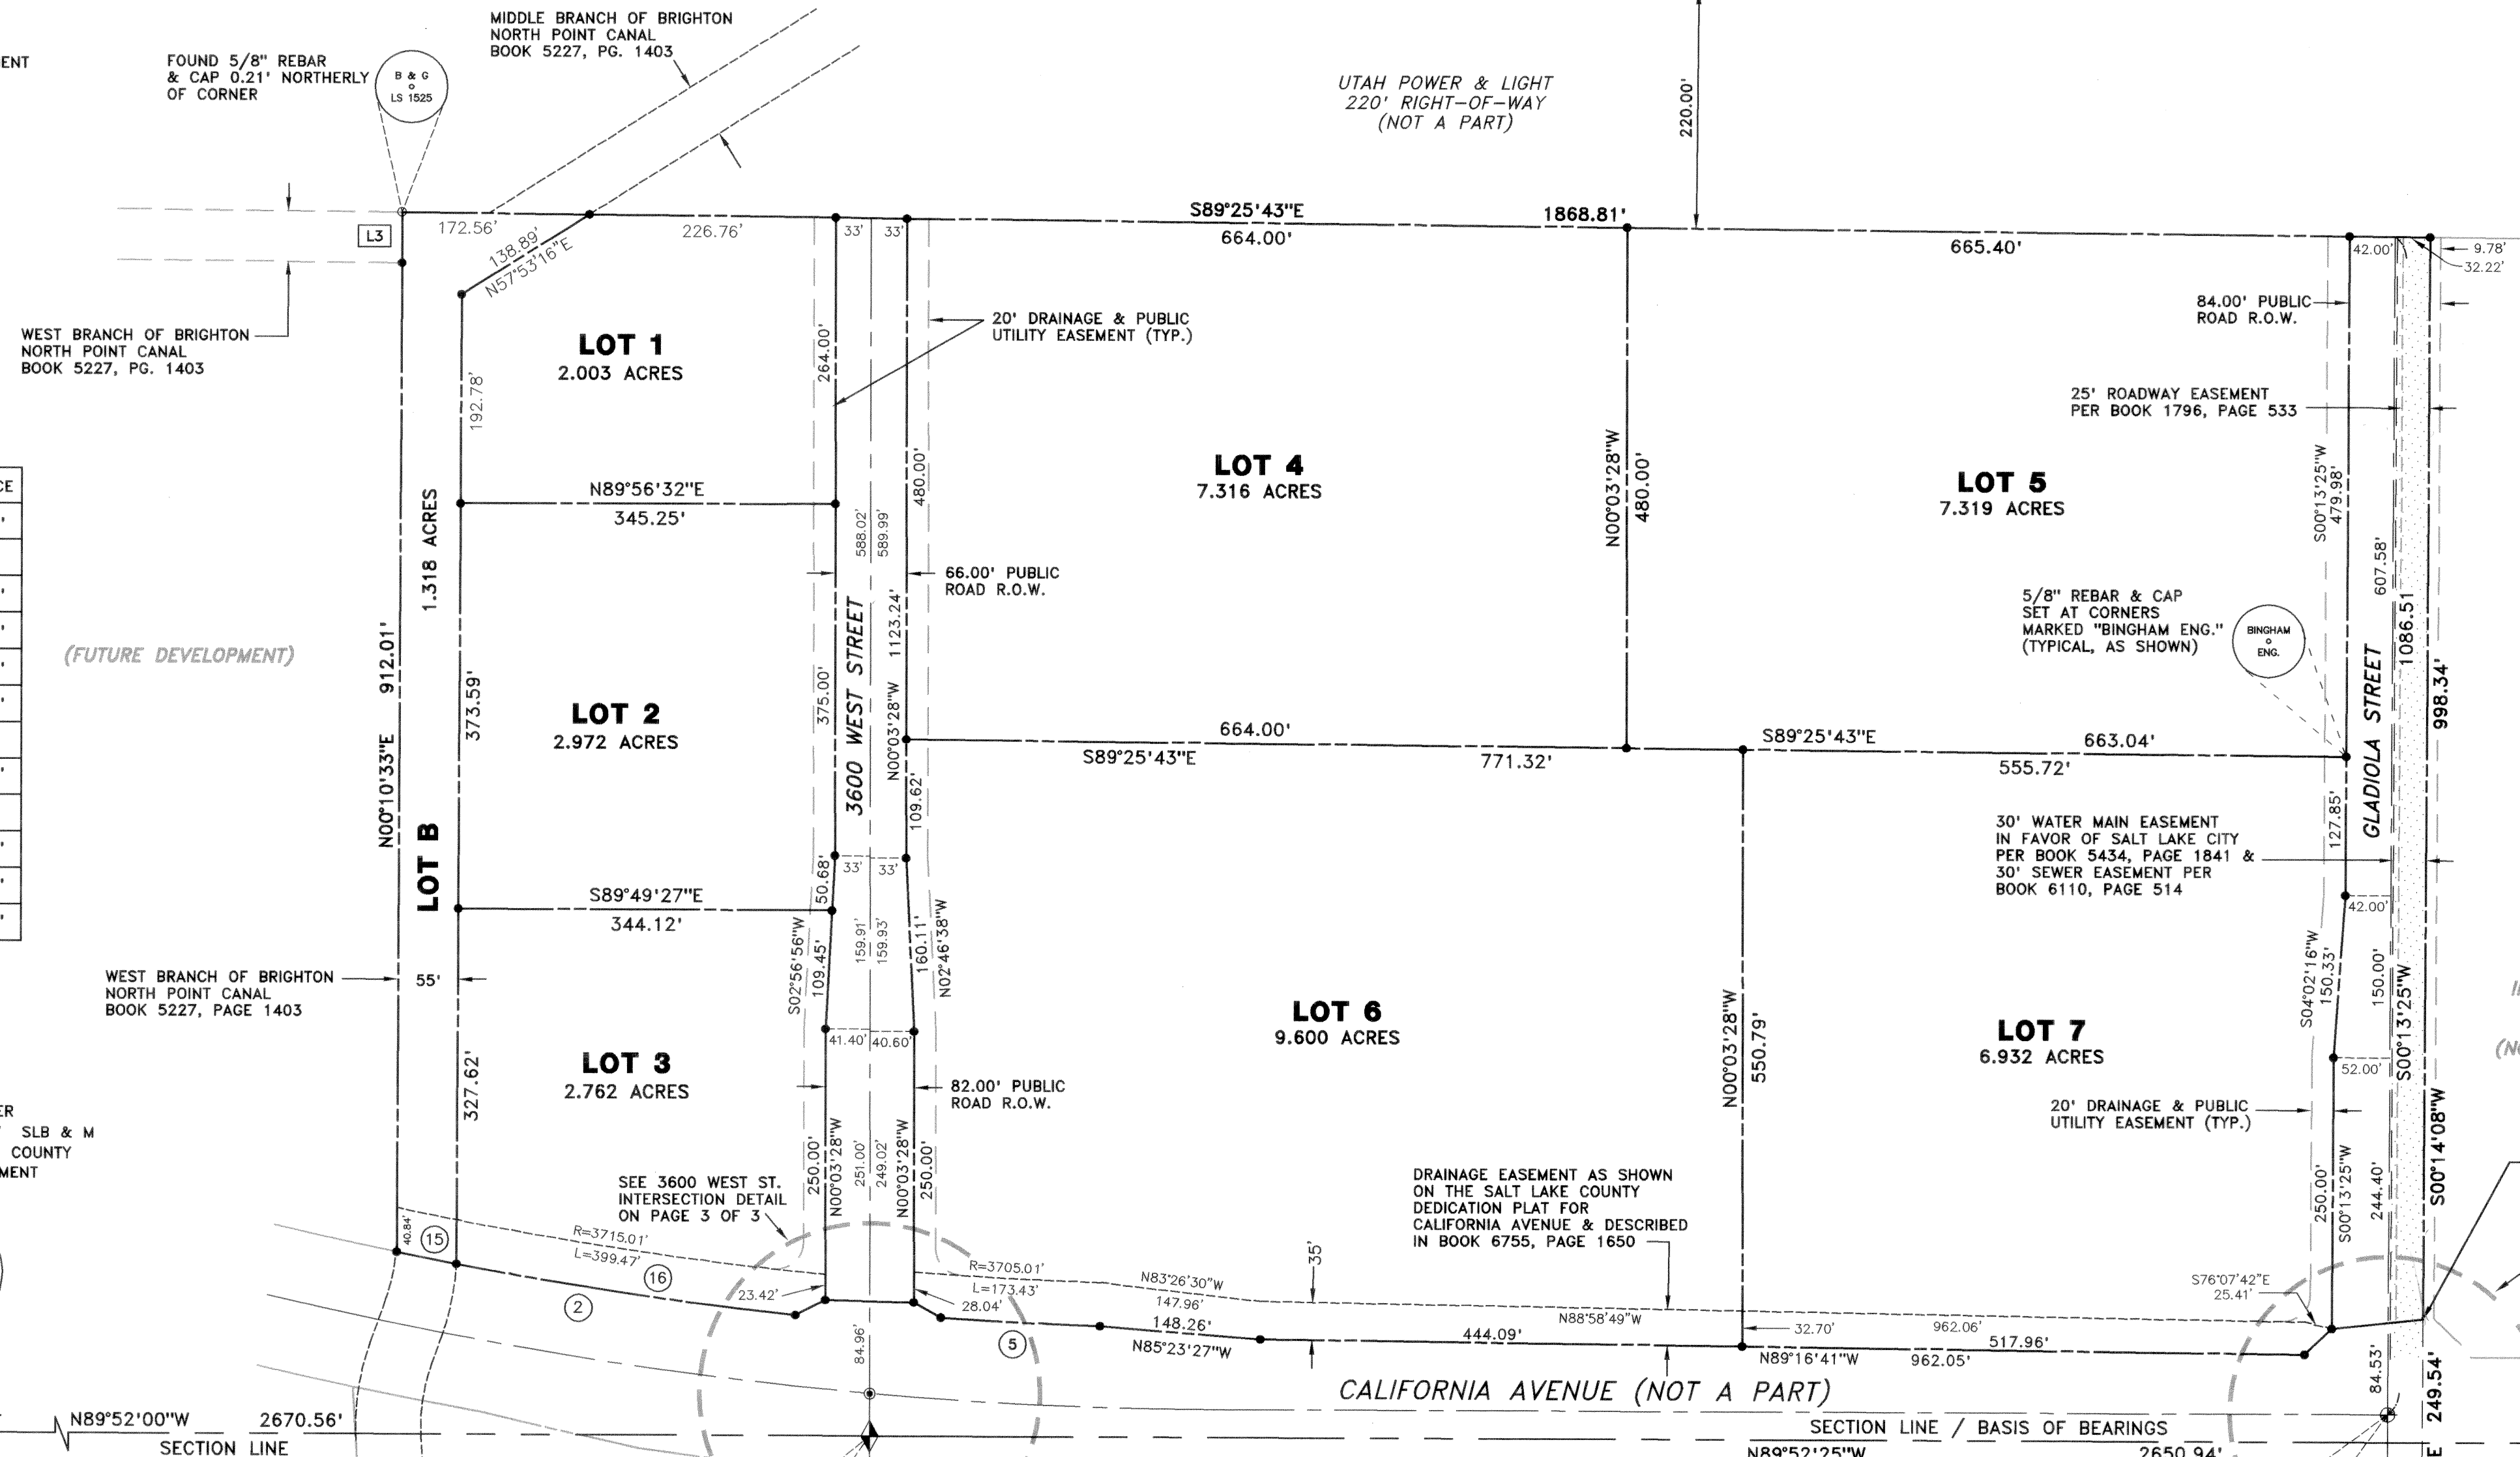 MIDDLE BRANCH OF BRIGHTON
NORTH POINT CANAL
BOOK 5227, PG. 1403
ENT
FOUND 5/8" REBAR
& CAP 0.21' NORTHERLY
OF CORNER
B & G
LS 1525
UTAH POWER & LIGHT
220' RIGHT-OF-WAY
(NOT A PART)
220.00'
L3
172.56'
138.89'
N57°53'16"E
226.76'
33'
33'
S89°25'43"E
1868.81'
664.00'
665.40'
42.00'
9.78'
32.22'
WEST BRANCH OF BRIGHTON
NORTH POINT CANAL
BOOK 5227, PG. 1403
LOT 1
2.003 ACRES
192.78'
264.00'
20' DRAINAGE & PUBLIC
UTILITY EASEMENT (TYP.)
84.00' PUBLIC
ROAD R.O.W.
25' ROADWAY EASEMENT
PER BOOK 1796, PAGE 533
N89°56'32"E
345.25'
CE
1.318 ACRES
588.02'
589.99'
480.00'
LOT 4
7.316 ACRES
N00°03'28"W
480.00'
LOT 5
7.319 ACRES
S00°13'25"W
479.98'
607.58'
1086.51
998.34'
66.00' PUBLIC
ROAD R.O.W.
5/8" REBAR & CAP
SET AT CORNERS
MARKED "BINGHAM ENG."
(TYPICAL, AS SHOWN)
BINGHAM
ENG.
(FUTURE DEVELOPMENT)
N00°10'33"E 912.01'
373.59'
LOT 2
2.972 ACRES
375.00'
3600 WEST STREET
N00°03'28"W 1123.24'
GLADIOLA STREET
664.00'
S89°25'43"E
771.32'
S89°25'43"E
663.04'
555.72'
109.62'
127.85'
LOT B
50.68'
33'
33'
S89°49'27"E
344.12'
30' WATER MAIN EASEMENT
IN FAVOR OF SALT LAKE CITY
PER BOOK 5434, PAGE 1841 &
30' SEWER EASEMENT PER
BOOK 6110, PAGE 514
42.00'
WEST BRANCH OF BRIGHTON
NORTH POINT CANAL
BOOK 5227, PAGE 1403
55'
S02°56'56"W
109.45'
159.91'
159.93'
160.11'
N02°46'38"W
LOT 6
9.600 ACRES
N00°03'28"W
550.79'
LOT 7
6.932 ACRES
S04°02'16"W
150.33'
150.00'
S00°13'25"W
41.40'
40.60'
52.00'
LOT 3
2.762 ACRES
327.62'
82.00' PUBLIC
ROAD R.O.W.
20' DRAINAGE & PUBLIC
UTILITY EASEMENT (TYP.)
ER
SLB & M
COUNTY
MENT
250.00'
N00°03'28"W
251.00'
249.02'
N00°03'28"W
250.00'
250.00'
S00°13'25"W
244.40'
S00°14'08"W
SEE 3600 WEST ST.
INTERSECTION DETAIL
ON PAGE 3 OF 3
DRAINAGE EASEMENT AS SHOWN
ON THE SALT LAKE COUNTY
DEDICATION PLAT FOR
CALIFORNIA AVENUE & DESCRIBED
IN BOOK 6755, PAGE 1650
40.84'
15
R=3715.01'
L=399.47'
16
2
23.42'
R=3705.01'
L=173.43'
28.04'
5
N83°26'30"W
147.96'
148.26'
N85°23'27"W
35'
444.09'
N88°58'49"W
32.70'
962.06'
517.96'
N89°16'41"W
962.05'
S76°07'42"E
25.41'
84.96'
84.53'
249.54'
E
CALIFORNIA AVENUE (NOT A PART)
N89°52'00"W 2670.56'
SECTION LINE
SECTION LINE / BASIS OF BEARINGS
N89°52'25"W
2650.94'